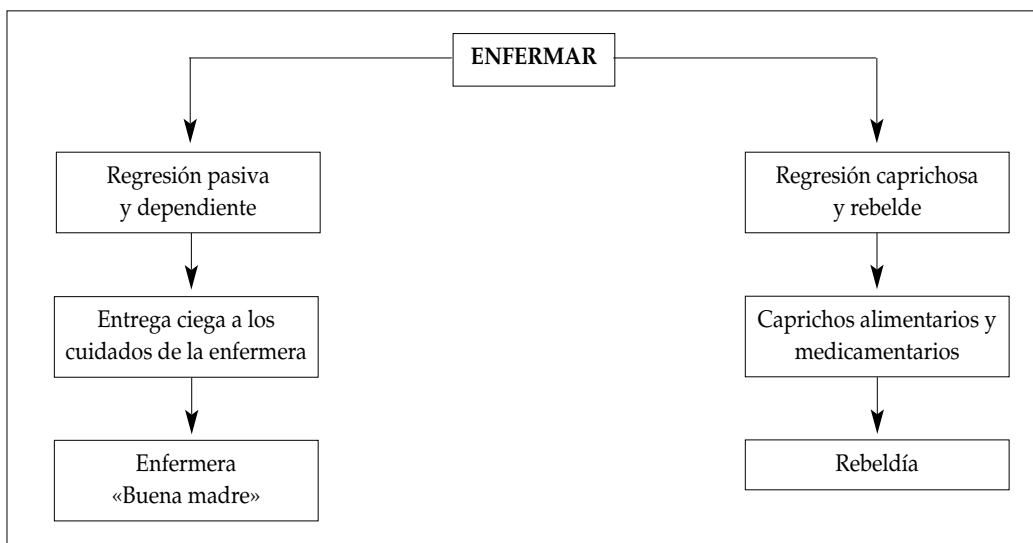 ENFERMAR
Regresión pasiva
y dependiente
Entrega ciega a los
cuidados de la enfermera
Enfermera
«Buena madre»
Regresión caprichosa
y rebelde
Caprichos alimentarios y
medicamentarios
Rebeldía